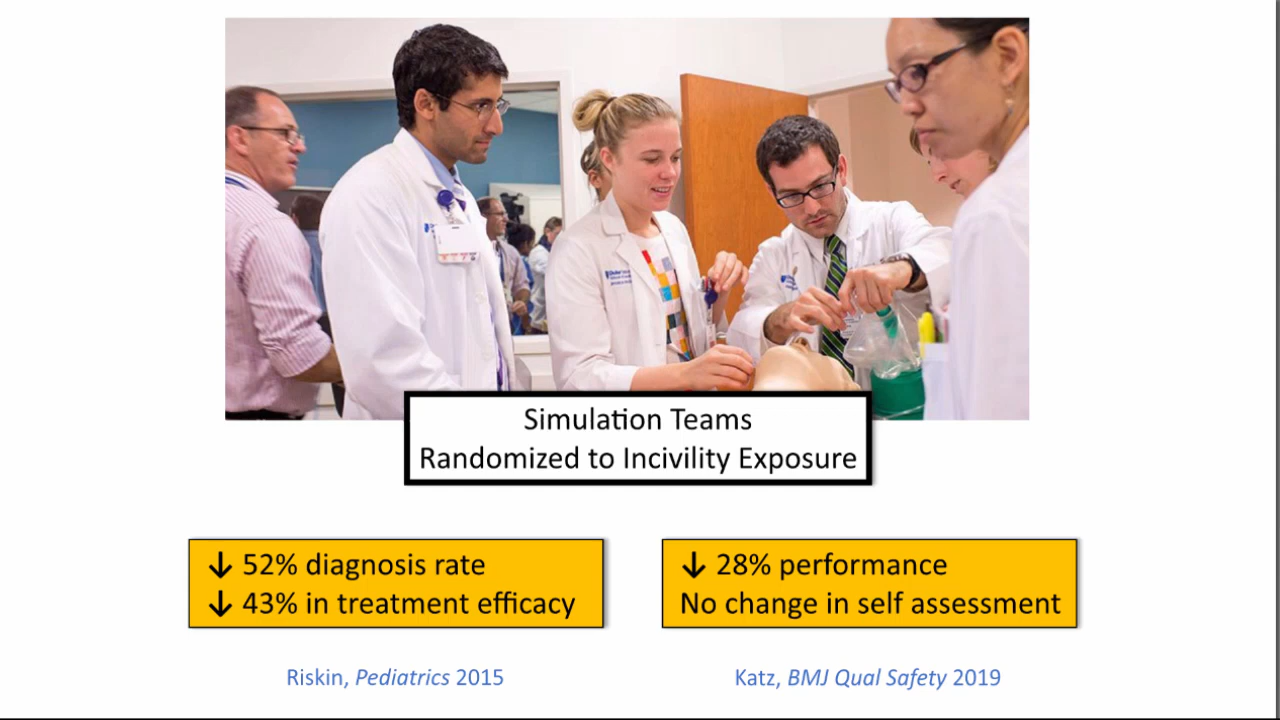 Simulation Teams
Randomized to Incivility Exposure
↓ 52% diagnosis rate
↓ 43% in treatment efficacy
↓ 28% performance
No change in self assessment
Riskin, Pediatrics 2015
Katz, BMJ Qual Safety 2019